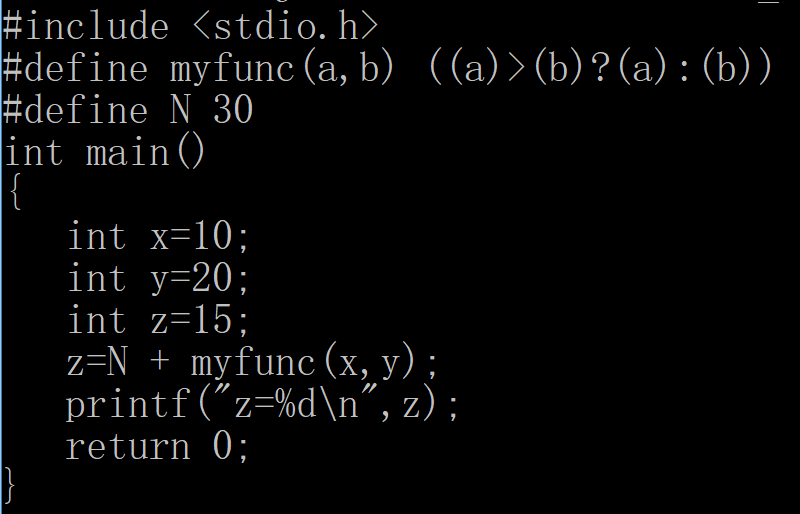 #include <stdio.h>
#define myfunc(a,b) ((a)>(b)?(a):(b))
#define N 30
int main()
{
   int x=10;
   int y=20;
   int z=15;
   z=N + myfunc(x,y);
   printf("z=%d\n",z);
   return 0;
}